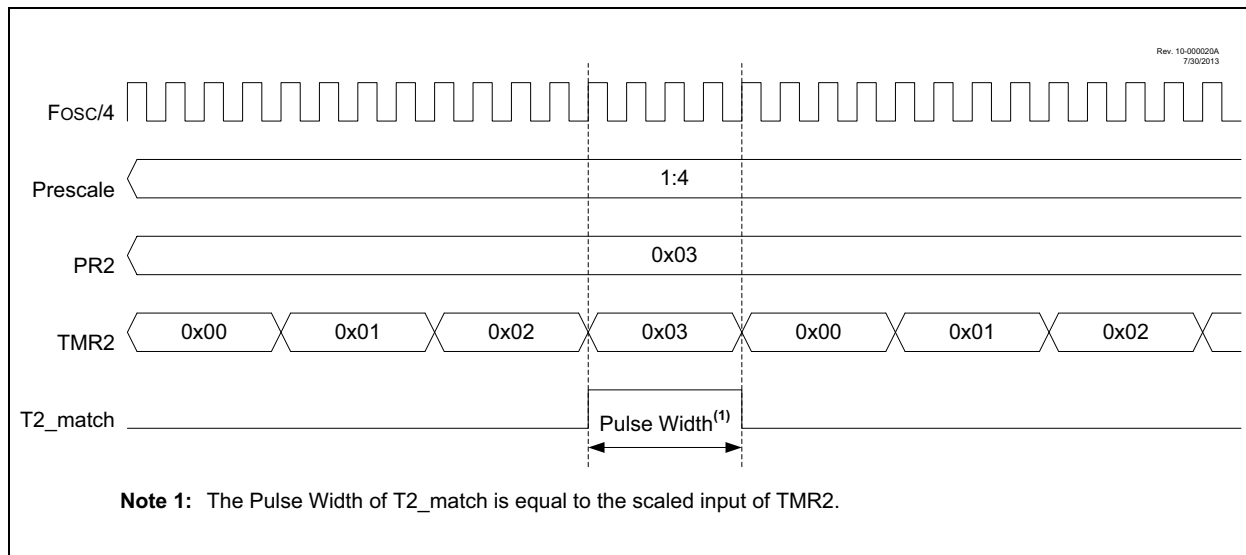 Rev. 10-000020A
7/30/2013
Fosc/4
Prescale
1:4
PR2
0x03
TMR2
0x00
0x01
0x02
0x03
0x00
0x01
0x02
T2_match
Pulse Width(1)
Note 1: The Pulse Width of T2_match is equal to the scaled input of TMR2.